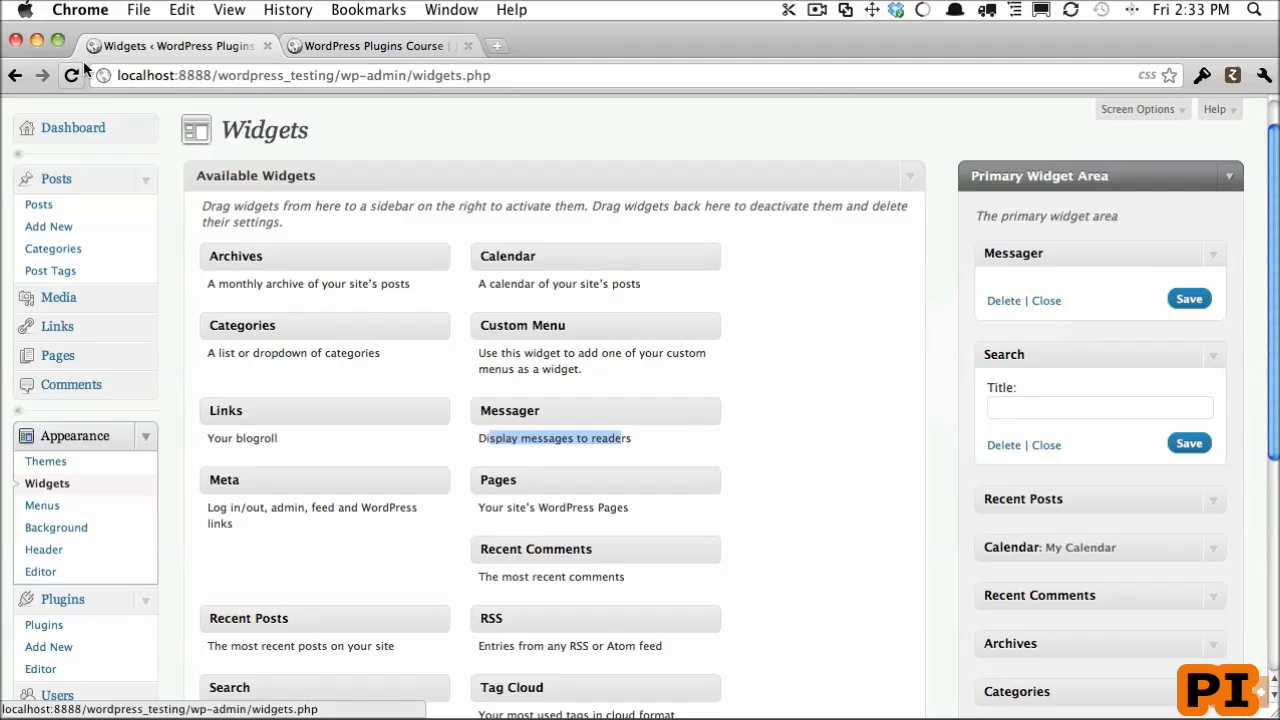 Chrome File Edit View History Bookmarks Window Help Fri 2:33 PM
Widgets ‹ WordPress Plugins
WordPress Plugins Course |
localhost:8888/wordpress_testing/wp-admin/widgets.php
CSS
Screen Options
Help
Dashboard
Posts
Posts
Add New
Categories
Post Tags
Media
Links
Pages
Comments
Appearance
Themes
Widgets
Menus
Background
Header
Editor
Plugins
Plugins
Add New
Editor
Users
Widgets
Available Widgets
Drag widgets from here to a sidebar on the right to activate them. Drag widgets back here to deactivate them and delete
their settings.
Archives
A monthly archive of your site's posts
Calendar
A calendar of your site's posts
Categories
A list or dropdown of categories
Custom Menu
Use this widget to add one of your custom
menus as a widget.
Links
Your blogroll
Messager
Display messages to readers
Meta
Log in/out, admin, feed and WordPress
links
Pages
Your site's WordPress Pages
Recent Comments
The most recent comments
Recent Posts
The most recent posts on your site
RSS
Entries from any RSS or Atom feed
Search
Tag Cloud
Your most used tags in cloud format
Primary Widget Area
The primary widget area
Messager
Delete | Close
Save
Search
Title:
Delete | Close
Save
Recent Posts
Calendar: My Calendar
Recent Comments
Archives
Categories
PI
localhost:8888/wordpress_testing/wp-admin/widgets.php